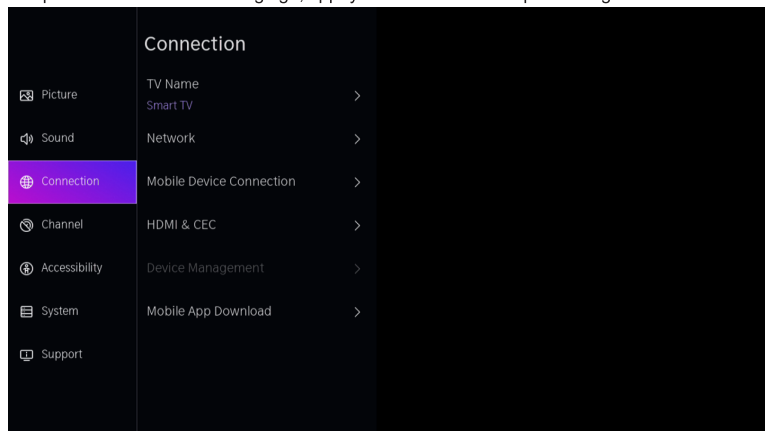 Connection
TV Name
Smart TV
Picture
Sound
Network
Connection
Mobile Device Connection
Channel
HDMI & CEC
Accessibility
Device Management
System
Mobile App Download
Support